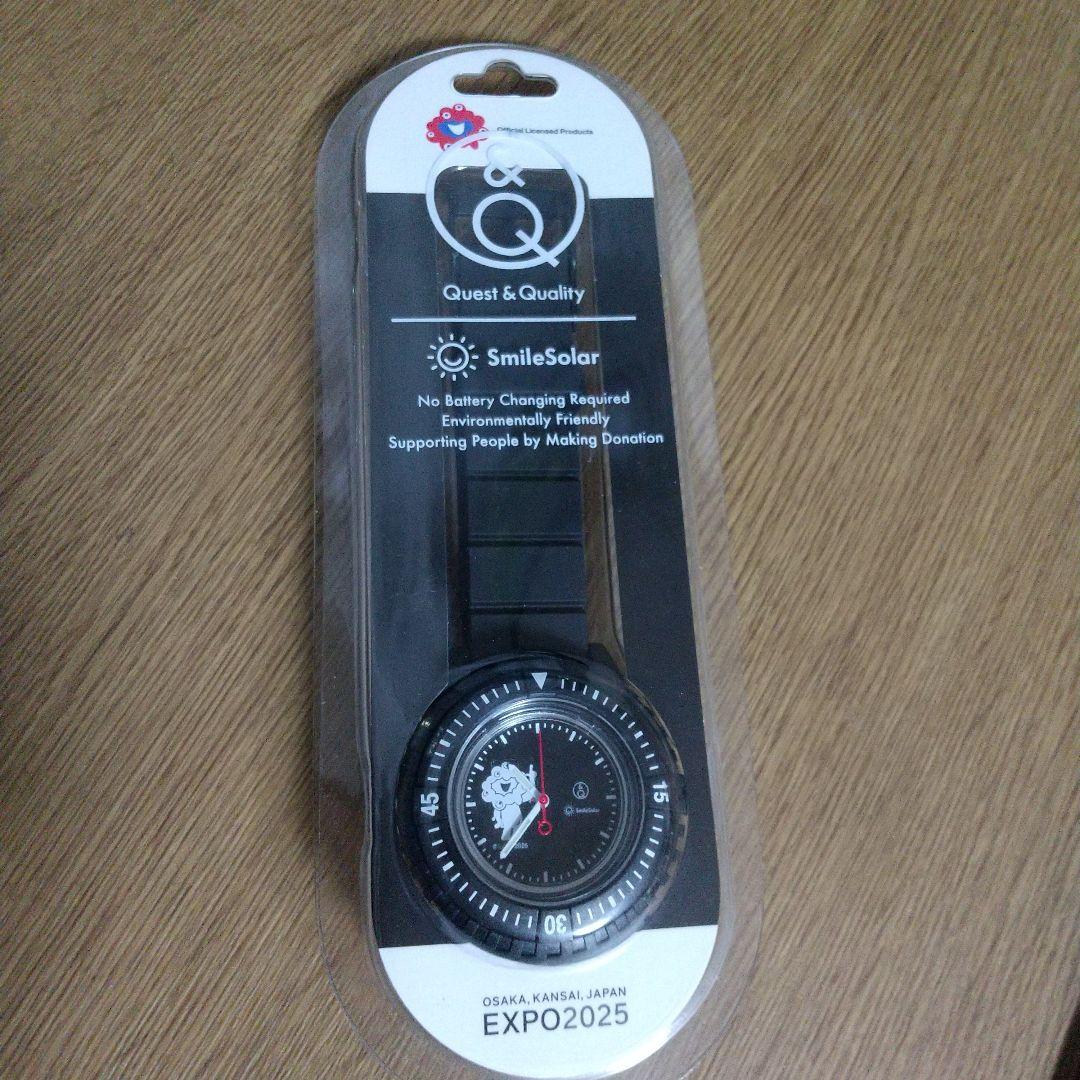 Official Licensed Products
&
Q
Quest & Quality
SmileSolar
No Battery Changing Required
Environmentally Friendly
Supporting People by Making Donation
45
15
&
Q
SmileSolar
30
OSAKA, KANSAI, JAPAN
EXPO2025